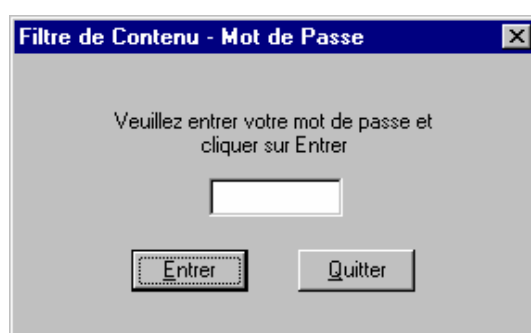 Filtre de Contenu - Mot de Passe
Veuillez entrer votre mot de passe et
cliquer sur Entrer
Entrer
Quitter